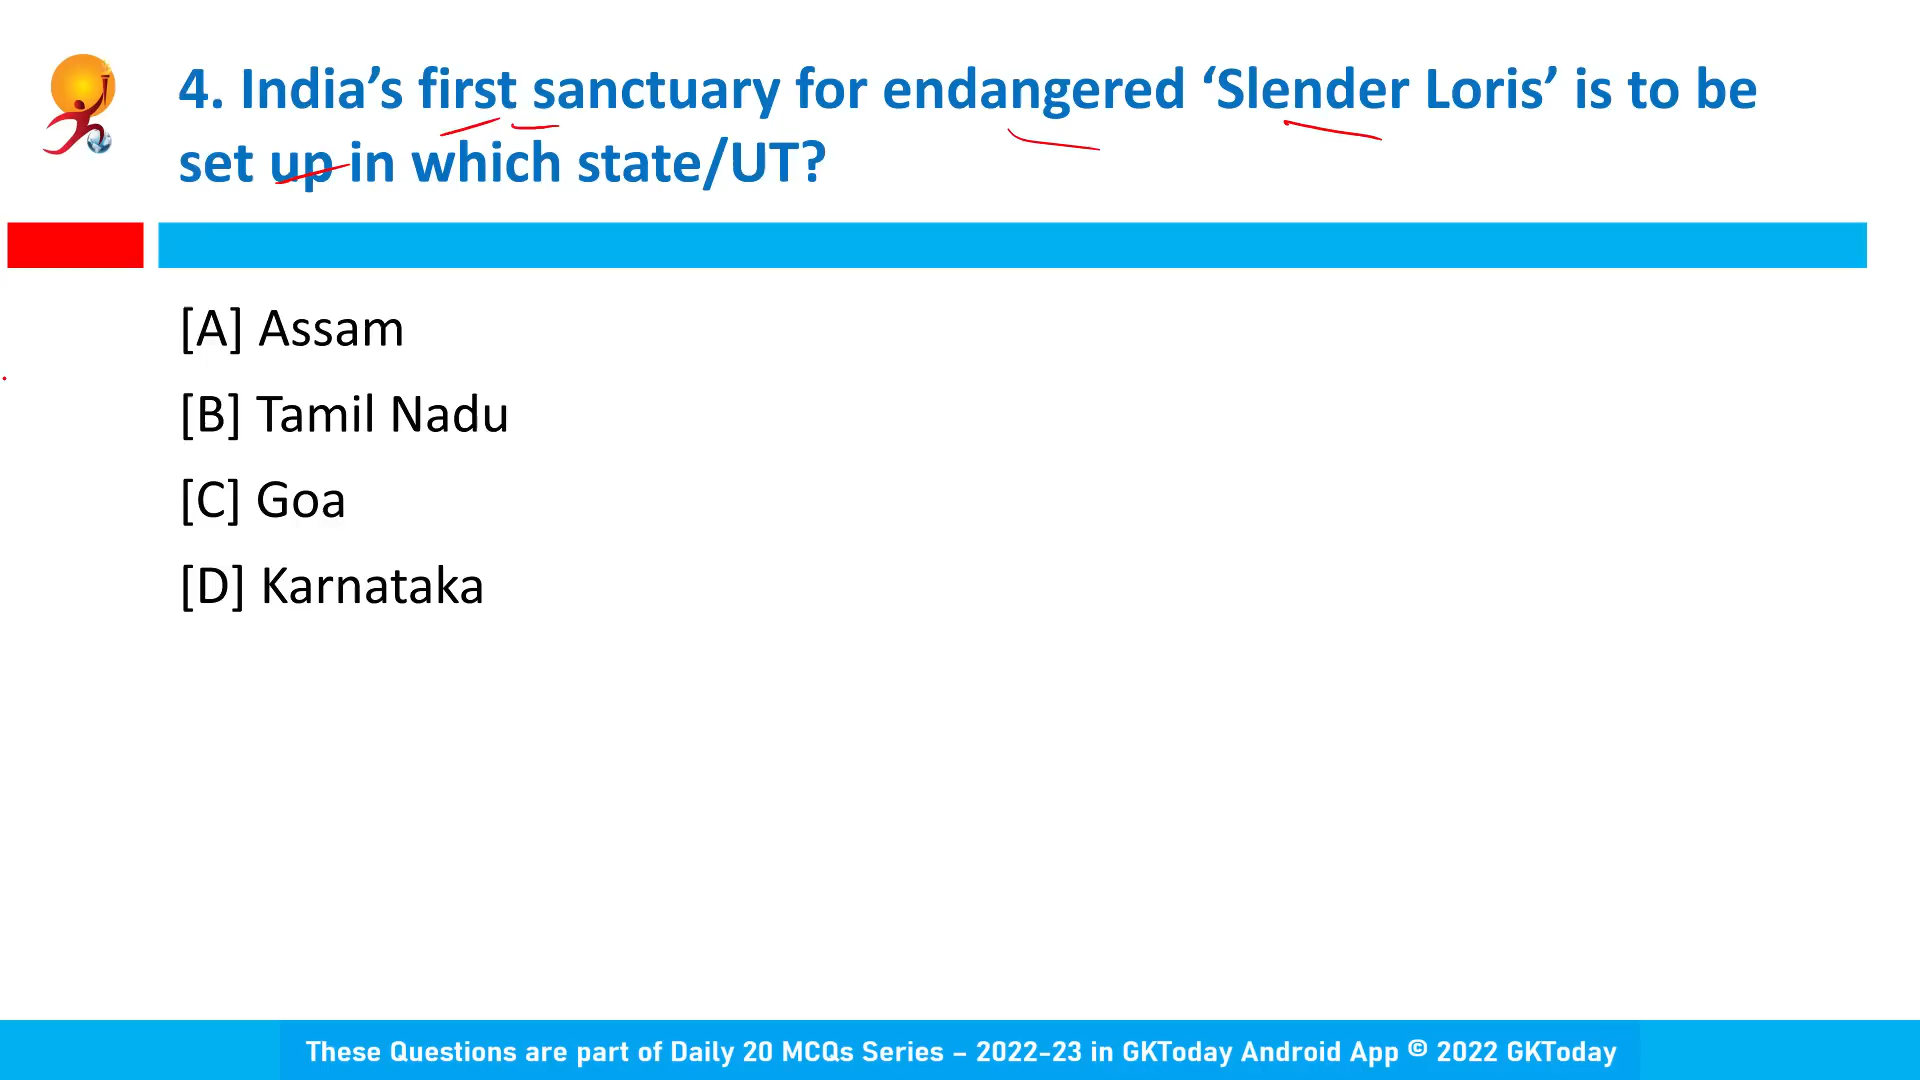 4. India’s first sanctuary for endangered ‘Slender Loris’ is to be
set up in which state/UT?
[A] Assam
[B] Tamil Nadu
[C] Goa
[D] Karnataka
These Questions are part of Daily 20 MCQs Series – 2022-23 in GKToday Android App © 2022 GKToday